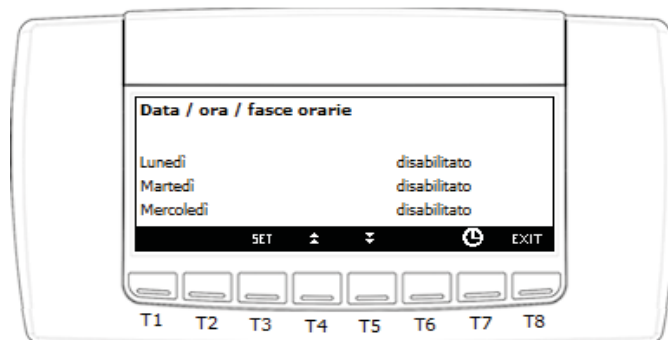 Data / ora / fasce orarie
Lunedì disabilitato
Martedì disabilitato
Mercoledì disabilitato
SET EXIT
T1 T2 T3 T4 T5 T6 T7 T8